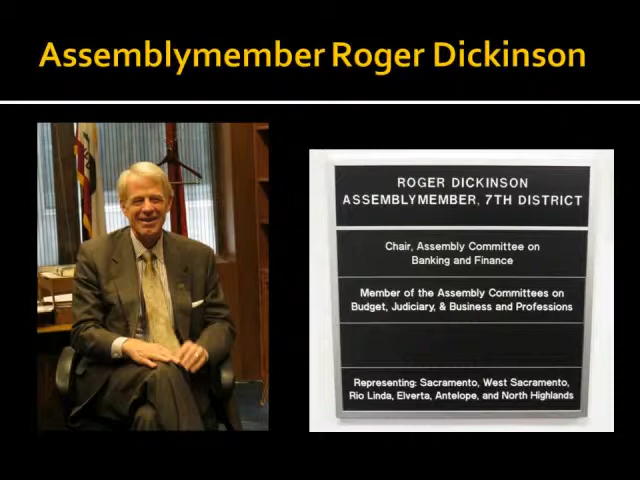 Assemblymember Roger Dickinson
ROGER DICKINSON
ASSEMBLYMEMBER, 7TH DISTRICT
Chair, Assembly Committee on
Banking and Finance
Member of the Assembly Committees on
Budget, Judiciary, & Business and Professions
Representing: Sacramento, West Sacramento,
Rio Linda, Elverta, Antelope, and North Highlands